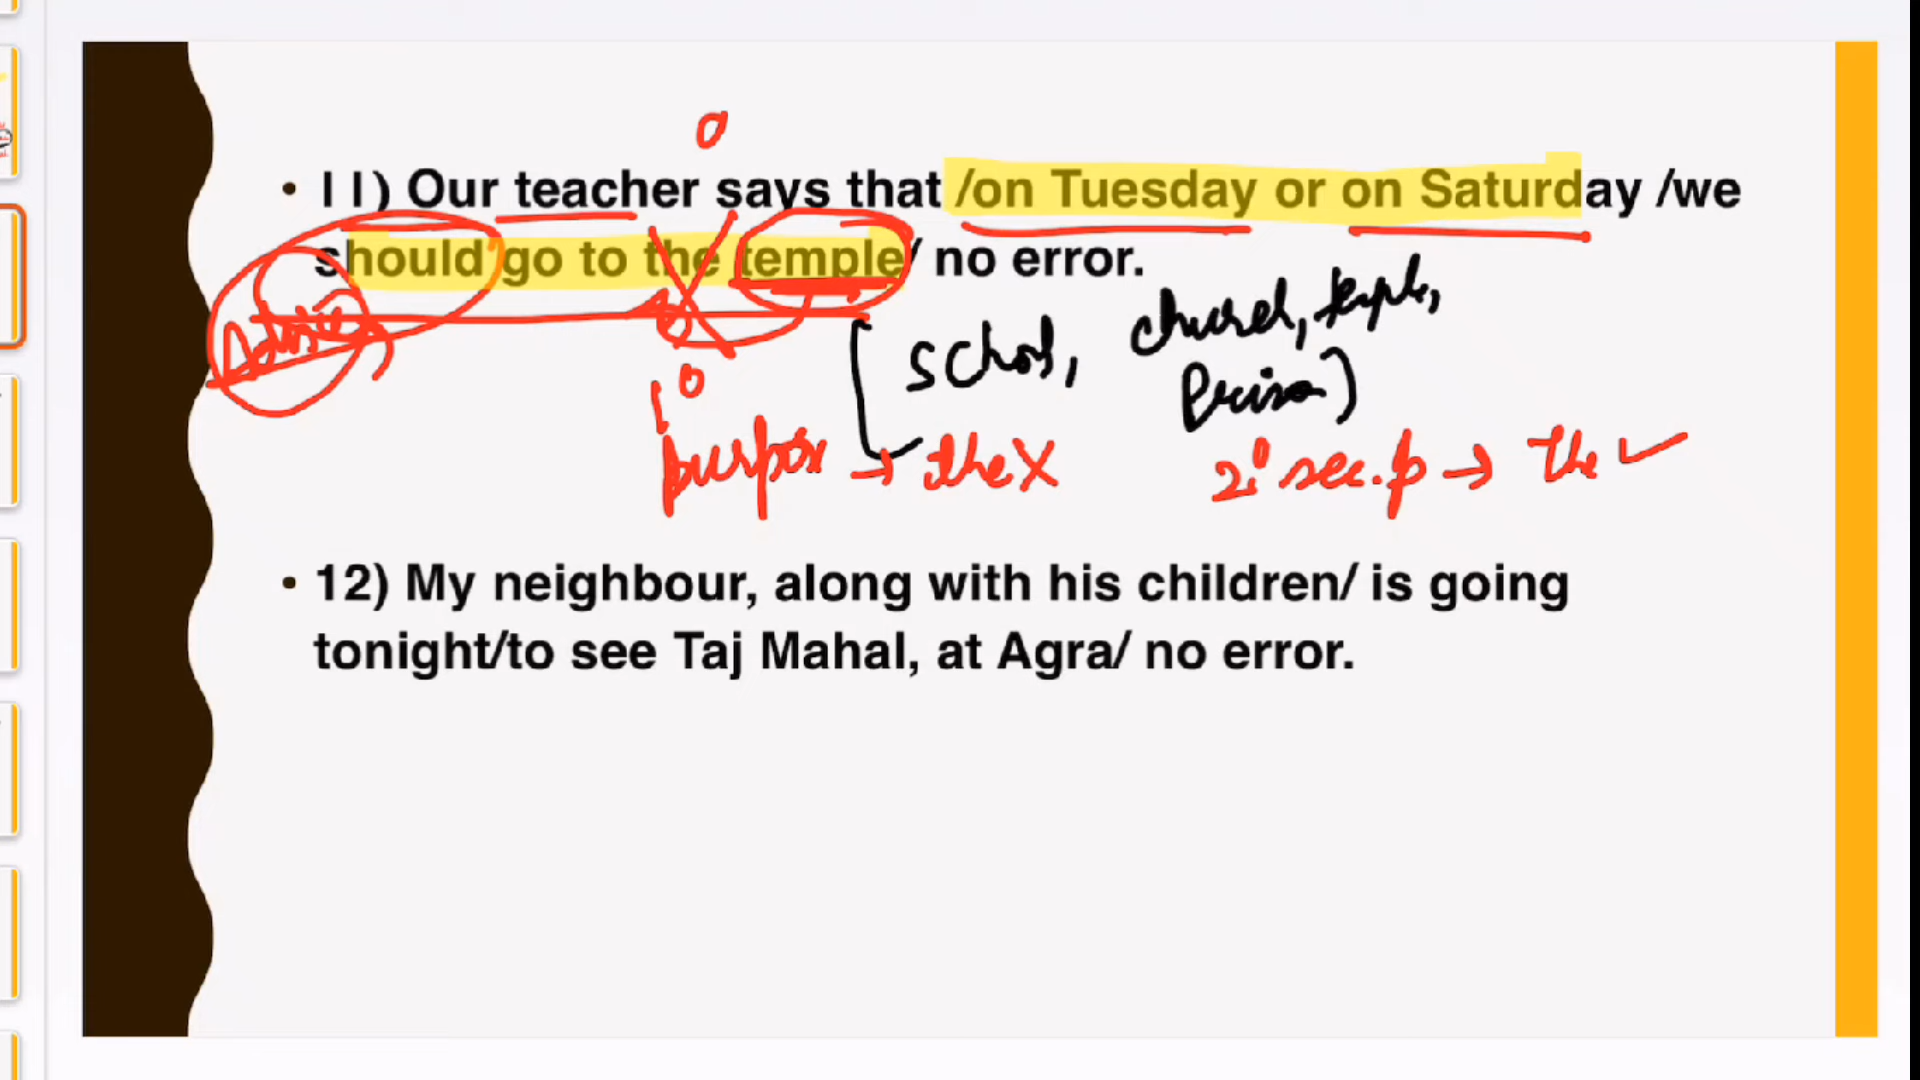 • 11) Our teacher says that /on Tuesday or on Saturday /we
should go to the temple/ no error.
Advice
school, church, temple,
Prison)
1° purpose → the X 2° sec. p → the ✓
• 12) My neighbour, along with his children/ is going
tonight/to see Taj Mahal, at Agra/ no error.